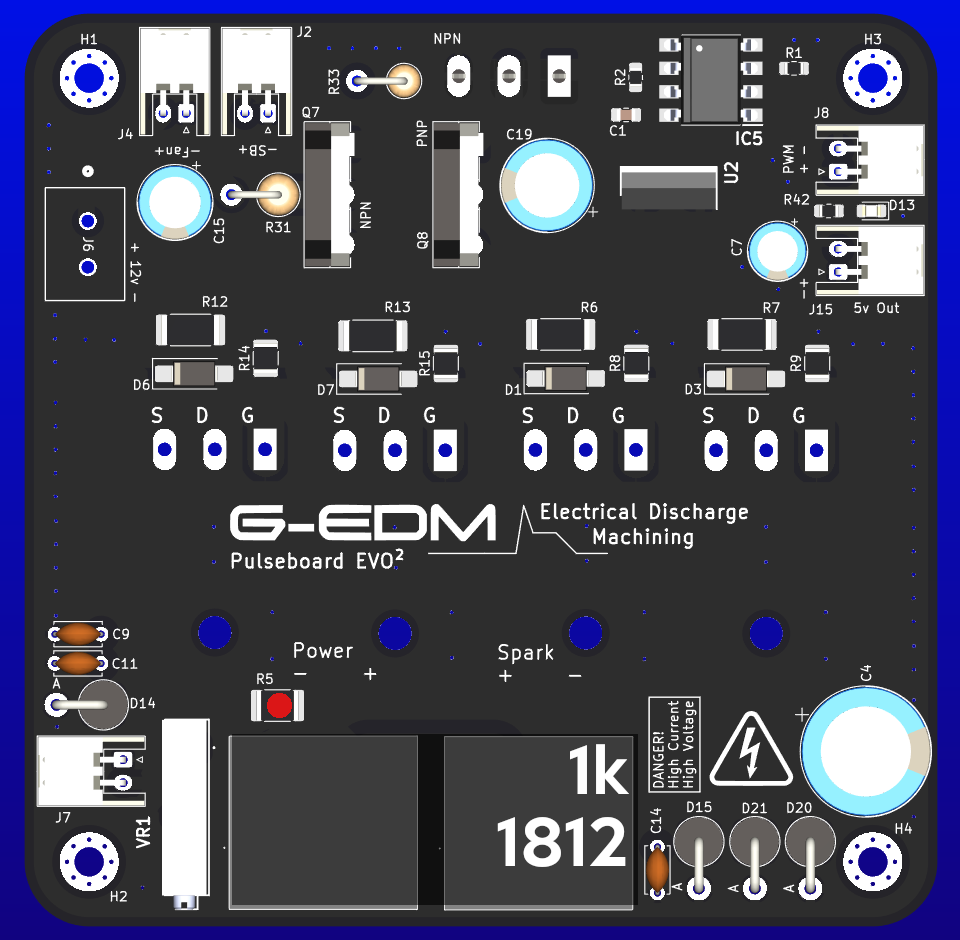 H1
J2
R33
NPN
R2
R1
H3
J4
-Fan+
-SB+
Q7
PNP
C19
C1
IC5
J8
PWM - +
U2
R42
D13
J6
+ 12v -
+
C15
R31
NPN
Q8
+
C7
+
- +
J15
5v Out
R12
R13
R6
R7
R14
R15
R8
R9
D6
D7
D1
D3
S D G
S D G
S D G
S D G
G-EDM
Electrical Discharge
Machining
Pulseboard EVO²
C9
C11
A
D14
Power
- +
Spark
+ -
R5
C4
+
DANGER!
High Current
High Voltage
1k
1812
J7
VR1
H2
C14
D15
D21
D20
A
A
A
H4